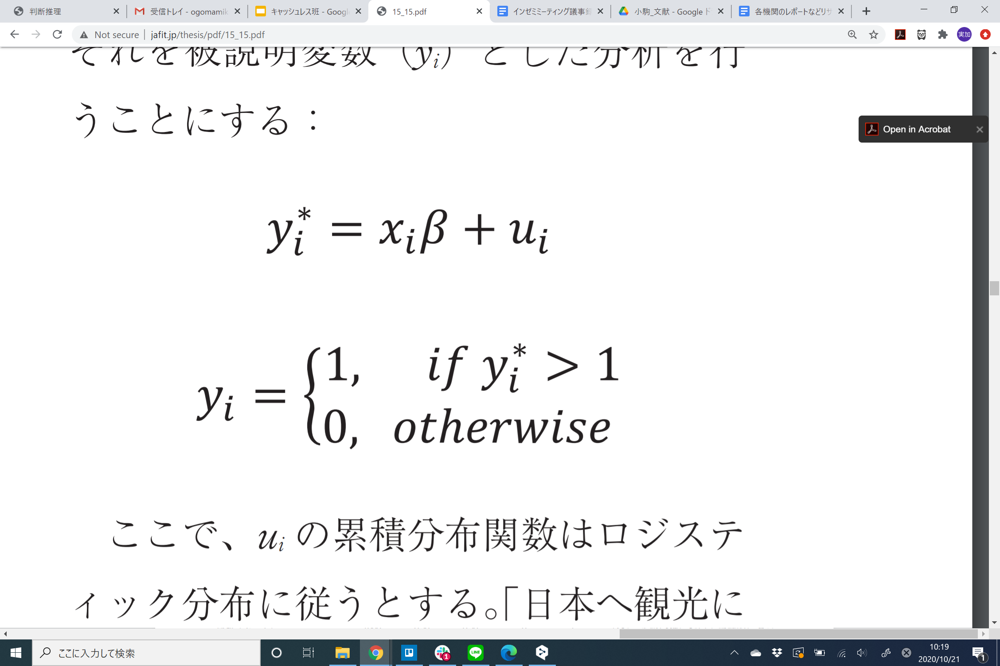 判断推理
受信トレイ - ogomamik
キャッシュレス班 - Googl
15_15.pdf
インゼミミーティング議事録
小駒_文献 - Google ド
各機関のレポートなどリサ
Not secure
jafit.jp/thesis/pdf/15_15.pdf
実加
それを被説明変数（y_i）とした分析を行
うことにする：
Open in Acrobat
y_i^* = x_iβ + u_i
y_i = {1, if y_i^* > 1
0, otherwise
ここで、u_i の累積分布関数はロジステ
ィック分布に従うとする。「日本へ観光に
ここに入力して検索
1
LINE
10:19
2020/10/21
1